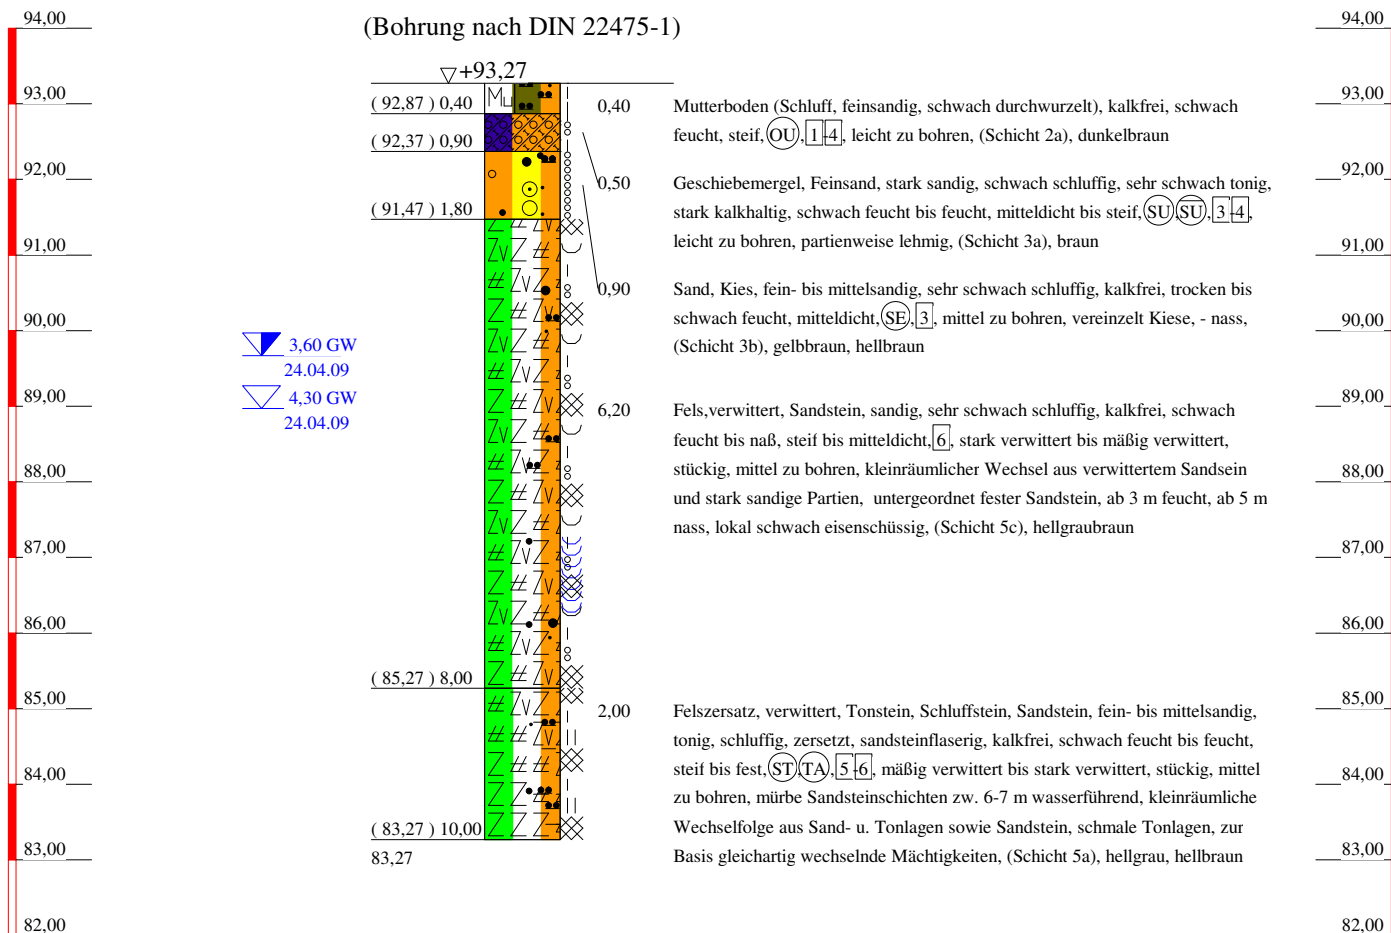 (Bohrung nach DIN 22475-1)
94,00
94,00
+93,27
93,00
93,00
( 92,87 ) 0,40
Mu
0,40
Mutterboden (Schluff, feinsandig, schwach durchwurzelt), kalkfrei, schwach
feucht, steif, OU, 1-4, leicht zu bohren, (Schicht 2a), dunkelbraun
( 92,37 ) 0,90
92,00
92,00
0,50
Geschiebemergel, Feinsand, stark sandig, schwach schluffig, sehr schwach tonig,
stark kalkhaltig, schwach feucht bis feucht, mitteldicht bis steif, SU, SU̅, 3-4,
leicht zu bohren, partienweise lehmig, (Schicht 3a), braun
( 91,47 ) 1,80
91,00
91,00
0,90
Sand, Kies, fein- bis mittelsandig, sehr schwach schluffig, kalkfrei, trocken bis
schwach feucht, mitteldicht, SE, 3, mittel zu bohren, vereinzelt Kiese, - nass,
(Schicht 3b), gelbbraun, hellbraun
90,00
90,00
3,60 GW
24.04.09
4,30 GW
24.04.09
89,00
89,00
6,20
Fels,verwittert, Sandstein, sandig, sehr schwach schluffig, kalkfrei, schwach
feucht bis naß, steif bis mitteldicht, 6, stark verwittert bis mäßig verwittert,
stückig, mittel zu bohren, kleinräumlicher Wechsel aus verwittertem Sandsein
und stark sandige Partien, untergeordnet fester Sandstein, ab 3 m feucht, ab 5 m
nass, lokal schwach eisenschüssig, (Schicht 5c), hellgraubraun
88,00
88,00
87,00
87,00
86,00
86,00
( 85,27 ) 8,00
85,00
85,00
2,00
Felszersatz, verwittert, Tonstein, Schluffstein, Sandstein, fein- bis mittelsandig,
tonig, schluffig, zersetzt, sandsteinflaserig, kalkfrei, schwach feucht bis feucht,
steif bis fest, ST, TA, 5-6, mäßig verwittert bis stark verwittert, stückig, mittel
zu bohren, mürbe Sandsteinschichten zw. 6-7 m wasserführend, kleinräumliche
Wechselfolge aus Sand- u. Tonlagen sowie Sandstein, schmale Tonlagen, zur
Basis gleichartig wechselnde Mächtigkeiten, (Schicht 5a), hellgrau, hellbraun
84,00
84,00
( 83,27 ) 10,00
83,27
83,00
83,00
82,00
82,00